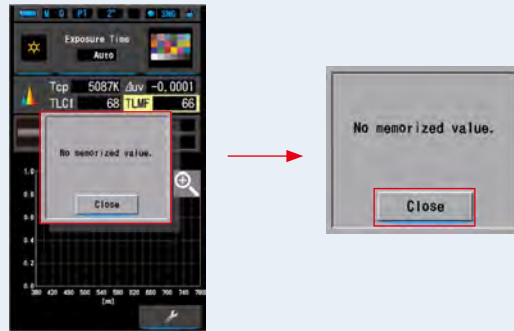 M D PT 2° SNG
Exposure Time
Auto
Tcp 5087K Δuv -0.0001
TLCI 68 TLMF 66
No memorized value.
Close
1.0
0.8
0.6
0.4
0.2
0.0
380 420 460 500 540 580 620 660 700 740 780
[nm]
No memorized value.
Close